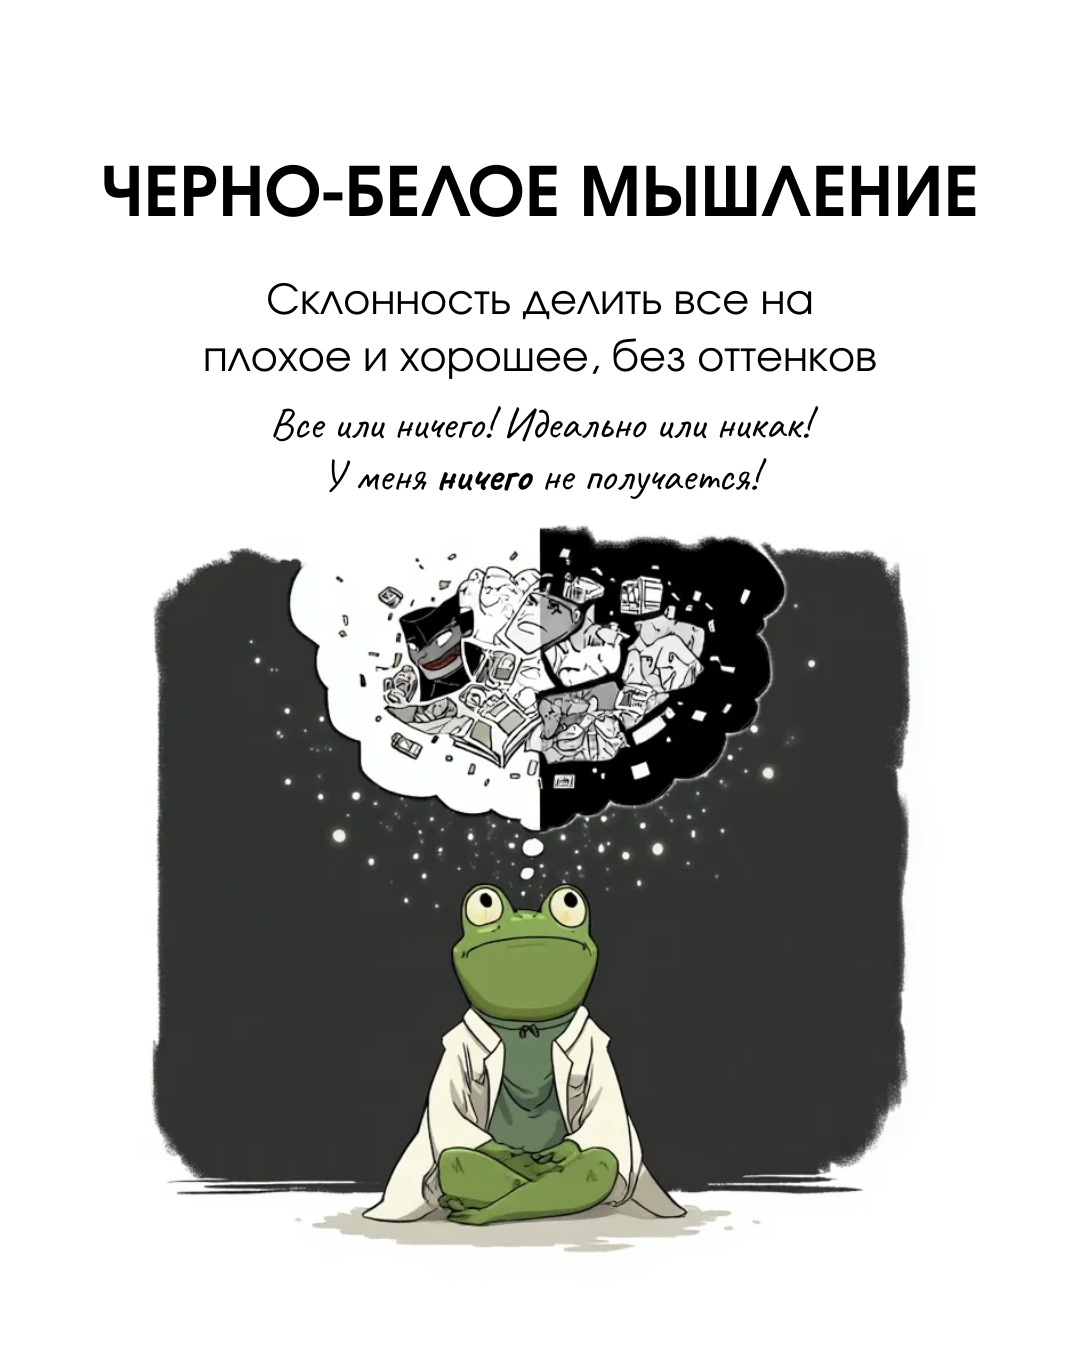 ЧЕРНО-БЕЛОЕ МЫШЛЕНИЕ
Склонность делить все на
плохое и хорошее, без оттенков
Все или ничего! Идеально или никак!
У меня ничего не получается!